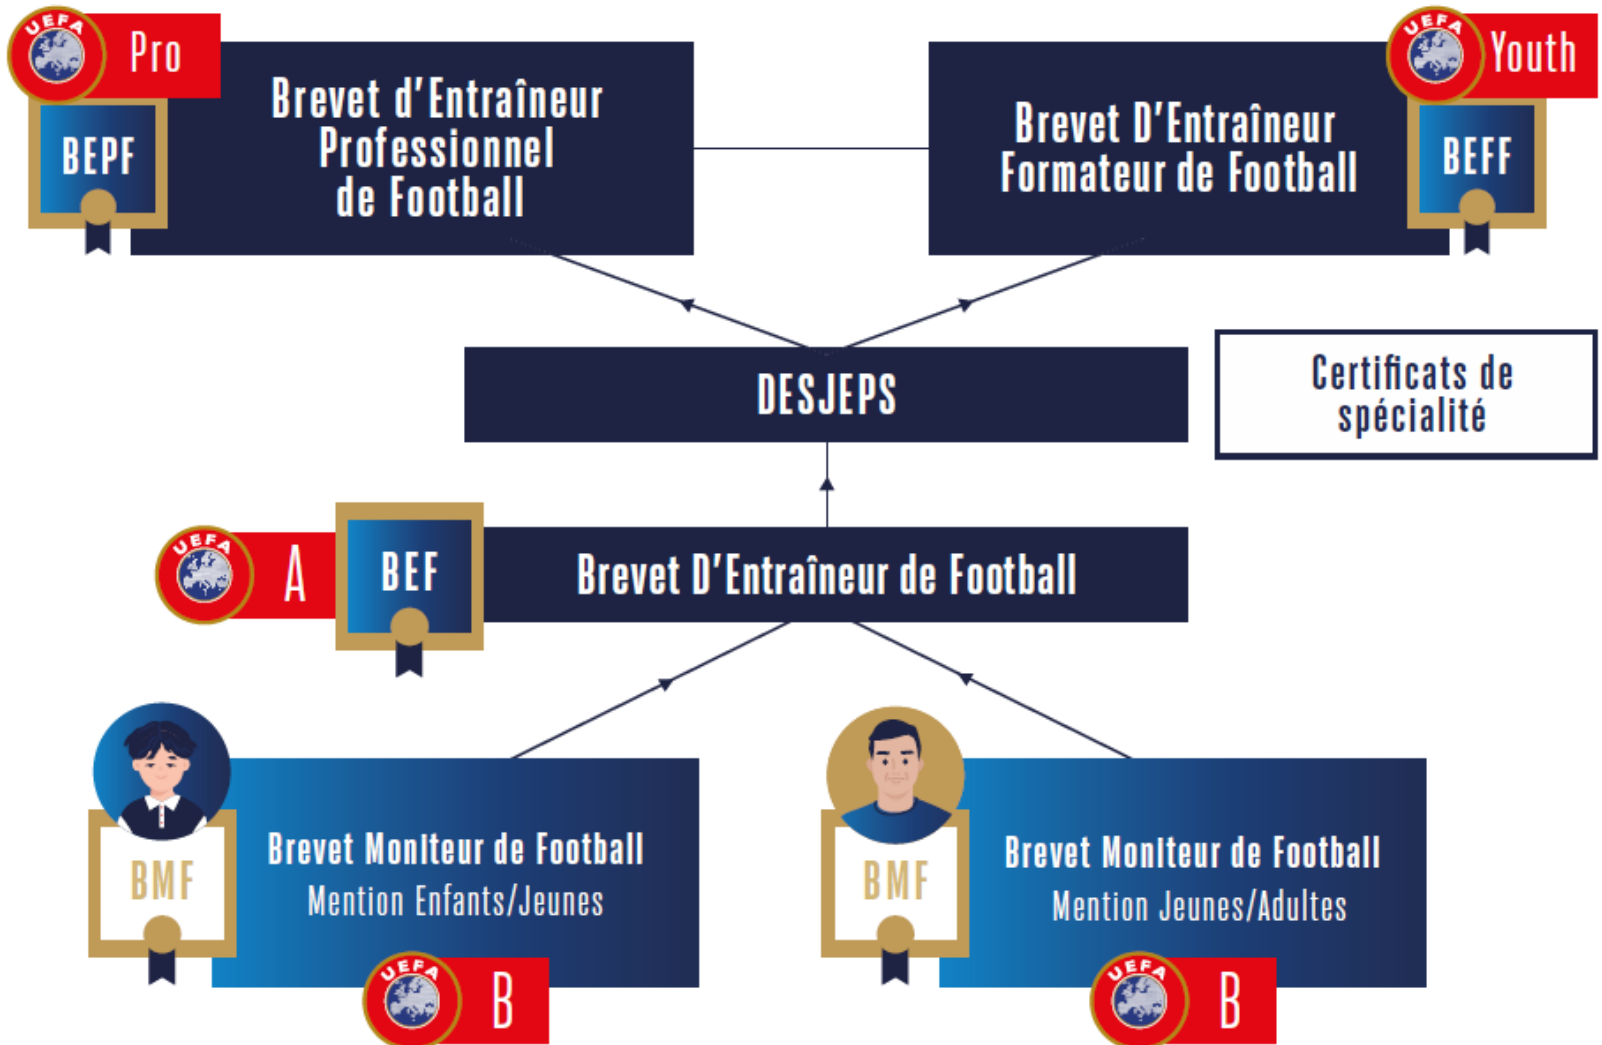 UEFA
Pro
BEPF
Brevet d'Entraîneur
Professionnel
de Football
Brevet D'Entraîneur
Formateur de Football
UEFA
Youth
BEFF
DESJEPS
Certificats de
spécialité
UEFA
A
BEF
Brevet D'Entraîneur de Football
BMF
Brevet MonIteur de Football
Mention Enfants/Jeunes
UEFA
B
BMF
Brevet MonIteur de Football
Mention Jeunes/Adultes
UEFA
B